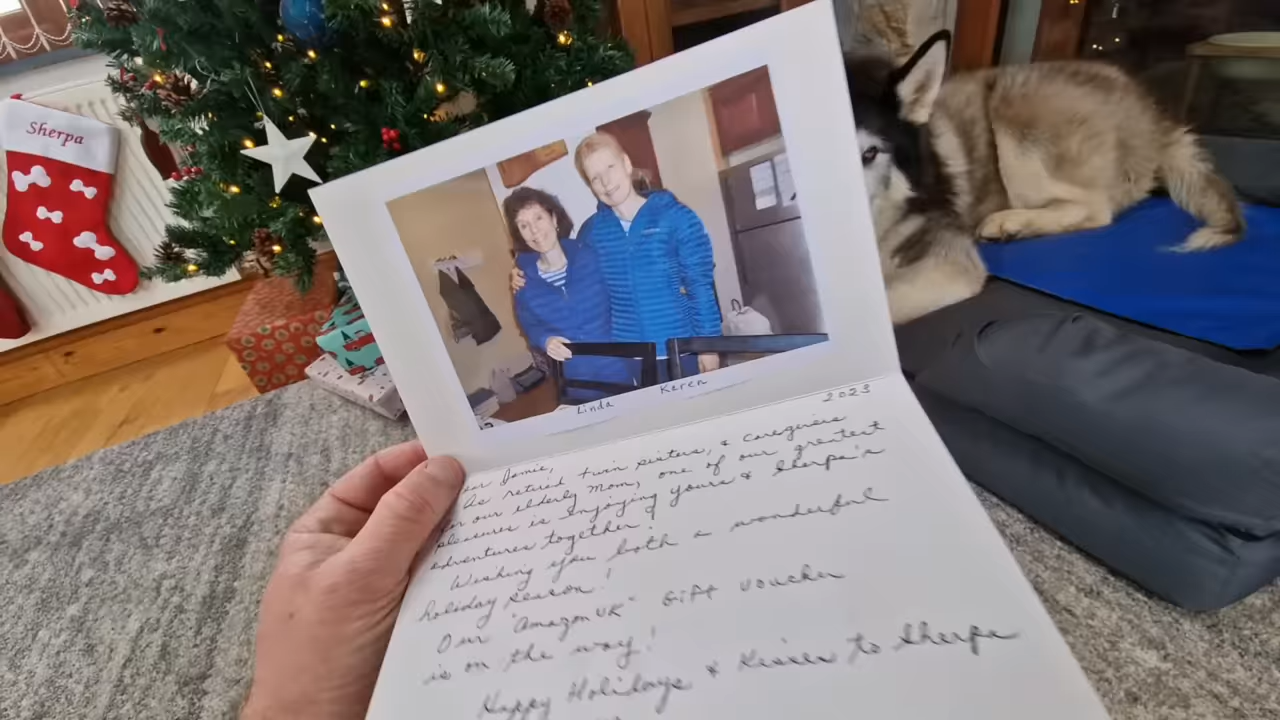 Sherpa
Linda Karen
2023
Dear Jamie,
As retired twin sisters, & caregivers
for our elderly Mom, one of our greatest
pleasures is enjoying yours & Sherpa's
adventures together!
Wishing you both a wonderful
holiday season!
Our "Amazon UK" Gift Voucher
is on the way!
Happy Holidays & Kisses to Sherpa